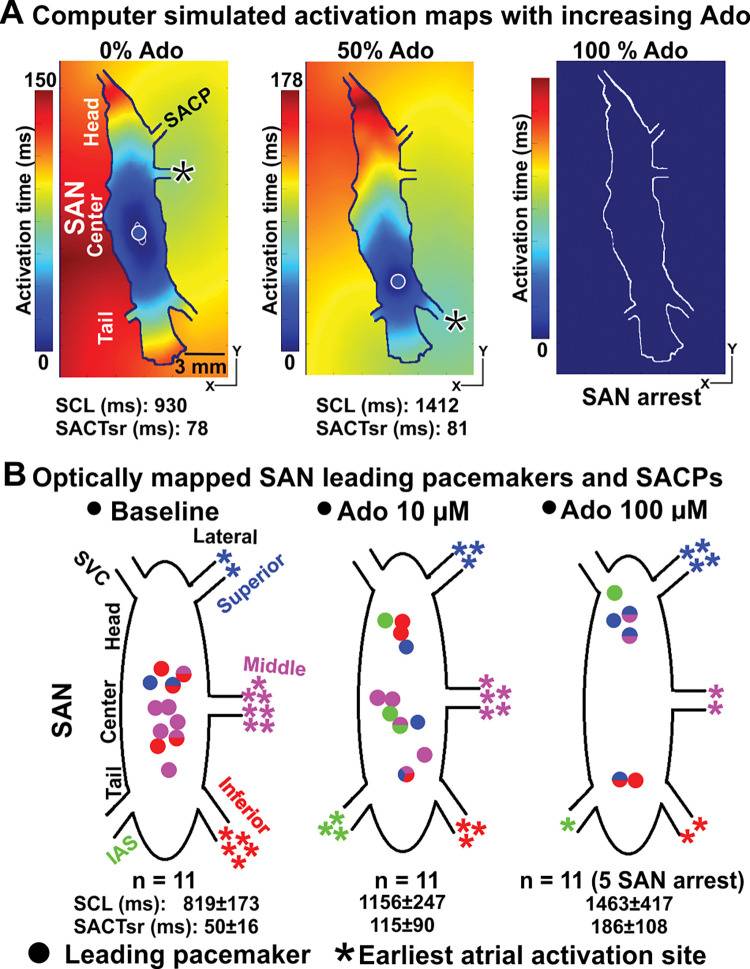 A Computer simulated activation maps with increasing Ado
0% Ado
50% Ado
100 % Ado
150
Activation time (ms)
0
Head
SAN
Center
Tail
SACP
*
3 mm
Y
X
178
Activation time (ms)
0
*
Y
X
Activation time (ms)
0
Y
X
SCL (ms): 930
SACTsr (ms): 78
SCL (ms): 1412
SACTsr (ms): 81
SAN arrest
B Optically mapped SAN leading pacemakers and SACPs
● Baseline
● Ado 10 µM
● Ado 100 µM
Lateral
SVC
Superior
Head
Middle
SAN
Center
Tail
Inferior
IAS
n = 11
SCL (ms): 819±173
SACTsr (ms): 50±16
n = 11
1156±247
115±90
n = 11 (5 SAN arrest)
1463±417
186±108
● Leading pacemaker * Earliest atrial activation site